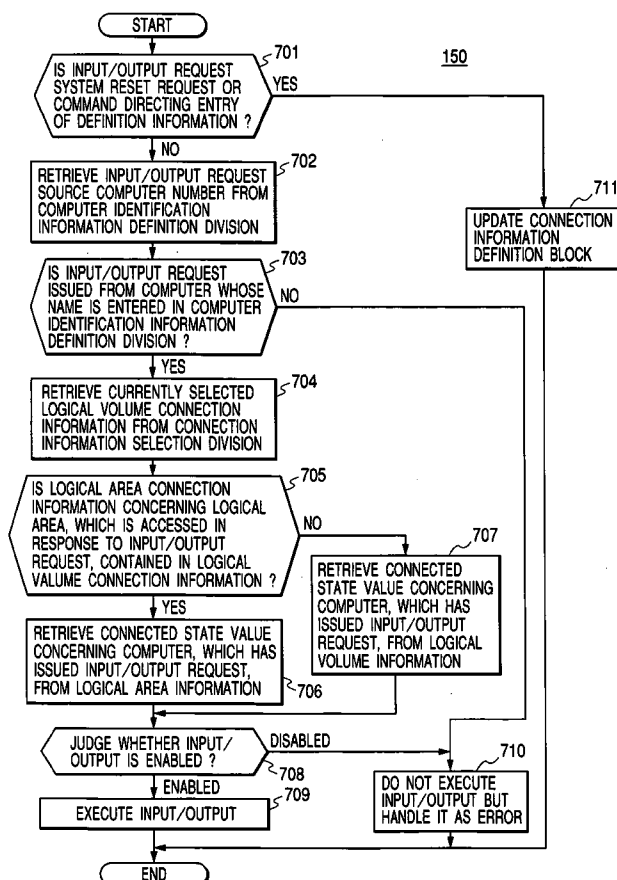 START
150
701
IS INPUT/OUTPUT REQUEST
SYSTEM RESET REQUEST OR
COMMAND DIRECTING ENTRY
OF DEFINITION INFORMATION ?
YES
NO
702
RETRIEVE INPUT/OUTPUT REQUEST
SOURCE COMPUTER NUMBER FROM
COMPUTER IDENTIFICATION
INFORMATION DEFINITION DIVISION
711
UPDATE CONNECTION
INFORMATION
DEFINITION BLOCK
703
IS INPUT/OUTPUT REQUEST
ISSUED FROM COMPUTER WHOSE
NAME IS ENTERED IN COMPUTER
IDENTIFICATION INFORMATION
DEFINITION DIVISION ?
NO
YES
704
RETRIEVE CURRENTLY SELECTED
LOGICAL VOLUME CONNECTION
INFORMATION FROM CONNECTION
INFORMATION SELECTION DIVISION
705
IS LOGICAL AREA CONNECTION
INFORMATION CONCERNING LOGICAL
AREA, WHICH IS ACCESSED IN
RESPONSE TO INPUT/OUTPUT
REQUEST, CONTAINED IN LOGICAL
VOLUME CONNECTION INFORMATION ?
NO
YES
707
RETRIEVE CONNECTED
STATE VALUE CONCERNING
COMPUTER, WHICH HAS
ISSUED INPUT/OUTPUT
REQUEST, FROM LOGICAL
VOLUME INFORMATION
RETRIEVE CONNECTED STATE VALUE
CONCERNING COMPUTER, WHICH HAS
ISSUED INPUT/OUTPUT REQUEST,
FROM LOGICAL AREA INFORMATION
706
JUDGE WHETHER INPUT/
OUTPUT IS ENABLED ?
DISABLED
708
ENABLED
709
EXECUTE INPUT/OUTPUT
710
DO NOT EXECUTE
INPUT/OUTPUT BUT
HANDLE IT AS ERROR
END